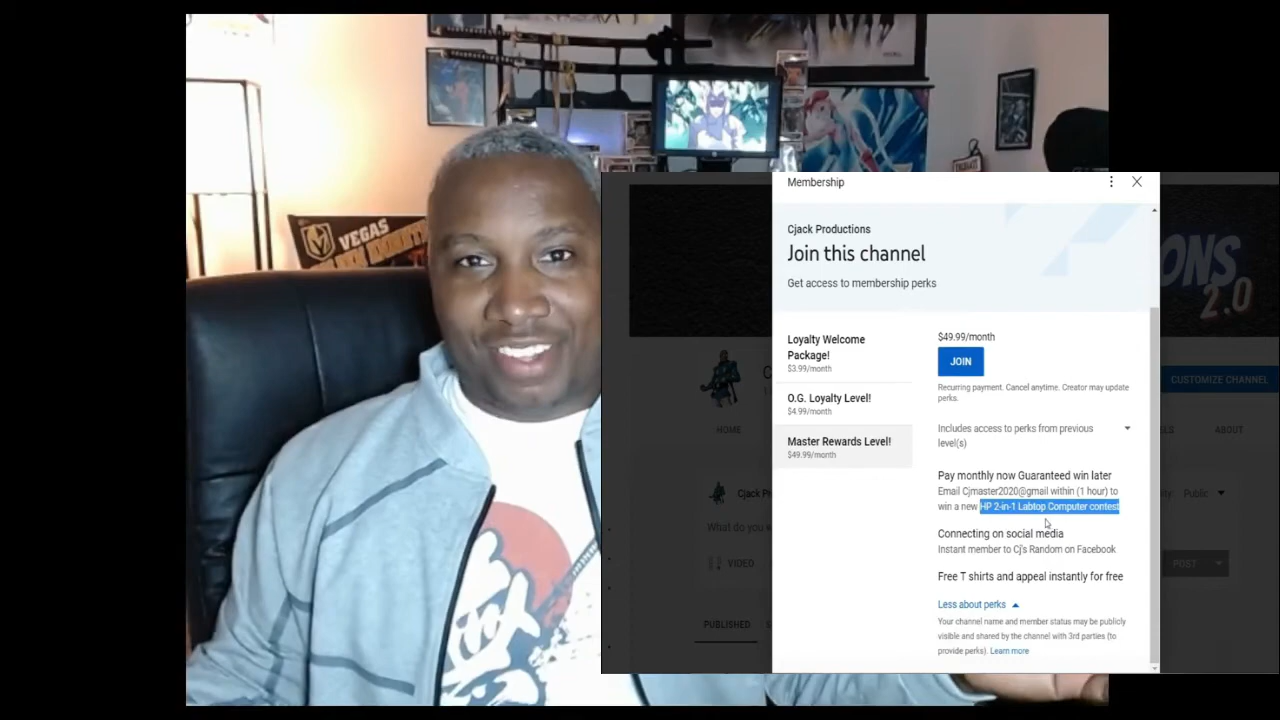 VEGAS
Membership
Cjack Productions
Join this channel
Get access to membership perks
Loyalty Welcome
Package!
$3.99/month
O.G. Loyalty Level!
$4.99/month
Master Rewards Level!
$49.99/month
$49.99/month
JOIN
Recurring payment. Cancel anytime. Creator may update
perks.
Includes access to perks from previous
level(s)
Pay monthly now Guaranteed win later
Email Cjmaster2020@gmail within (1 hour) to
win a new HP 2-in-1 Labtop Computer contest
Connecting on social media
Instant member to Cj's Random on Facebook
Free T shirts and appeal instantly for free
Less about perks
Your channel name and member status may be publicly
visible and shared by the channel with 3rd parties (to
provide perks). Learn more
ONS
2.0
CUSTOMIZE CHANNEL
HOME
ABOUT
Cjack P
Public
What do you
VIDEO
POST
PUBLISHED